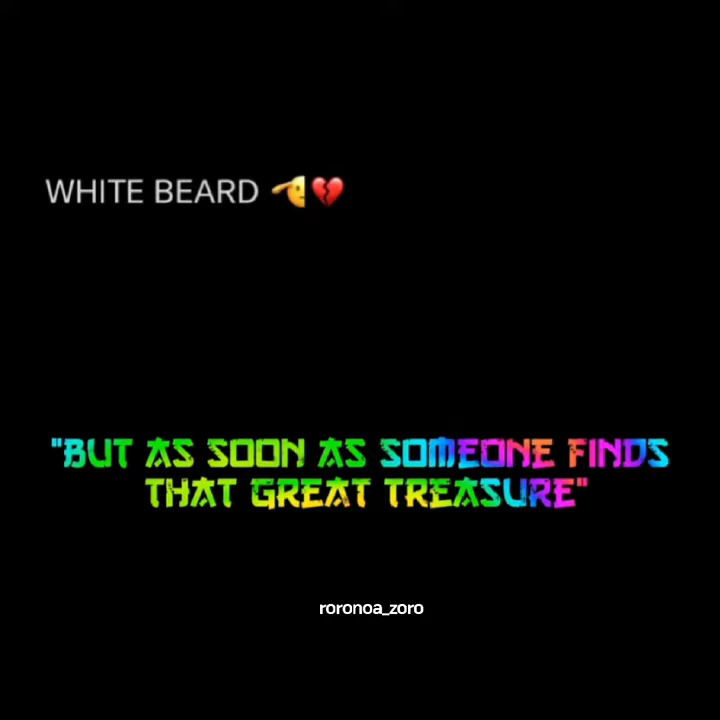 WHITE BEARD 🫡💔
"BUT AS SOON AS SOMEONE FINDS
THAT GREAT TREASURE"
roronoa_zoro